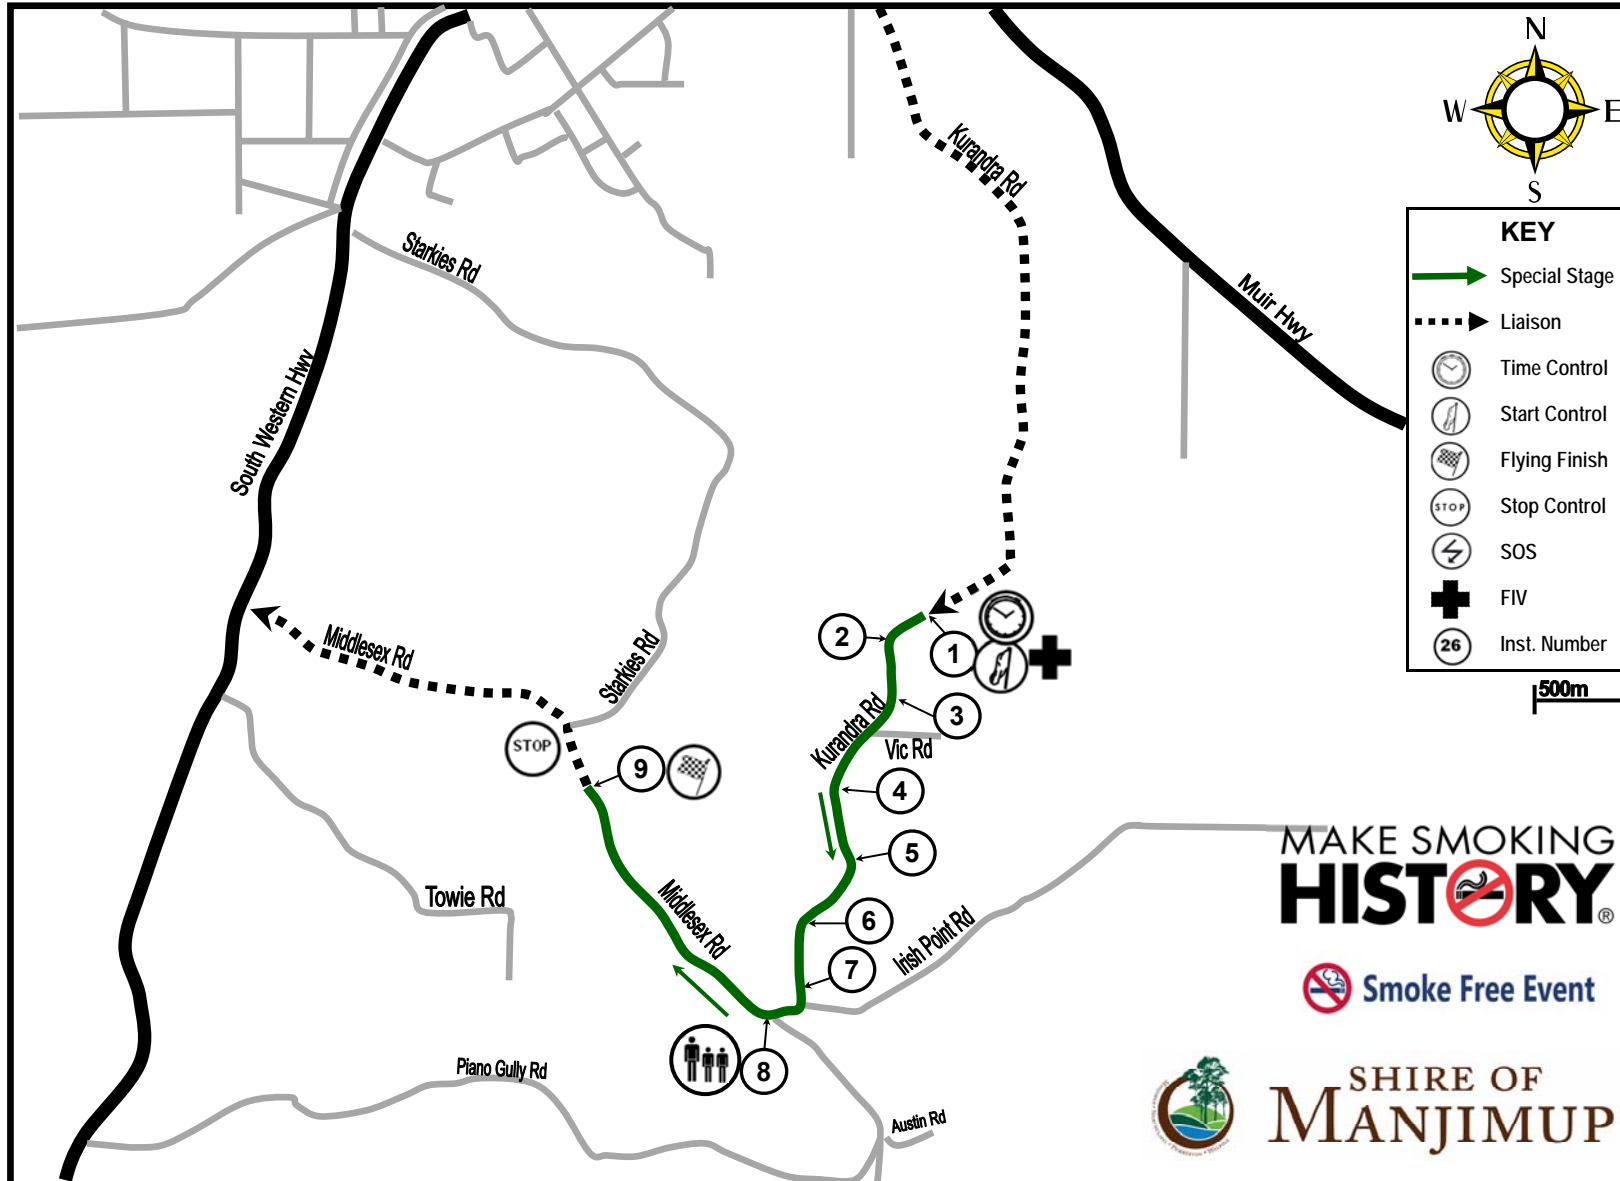 N
W
E
S
KEY
Special Stage
Liaison
Time Control
Start Control
Flying Finish
STOP
Stop Control
SOS
FIV
26
Inst. Number
500m
Kurandra Rd
Muir Hwy
Starkies Rd
South Western Hwy
Middlesex Rd
Starkies Rd
2
1
3
Kurandra Rd
Vic Rd
STOP
9
4
5
Towie Rd
Middlesex Rd
6
Irish Point Rd
7
8
Piano Gully Rd
Austin Rd
MAKE SMOKING
HISTORY®
Smoke Free Event
SHIRE OF
MANJIMUP